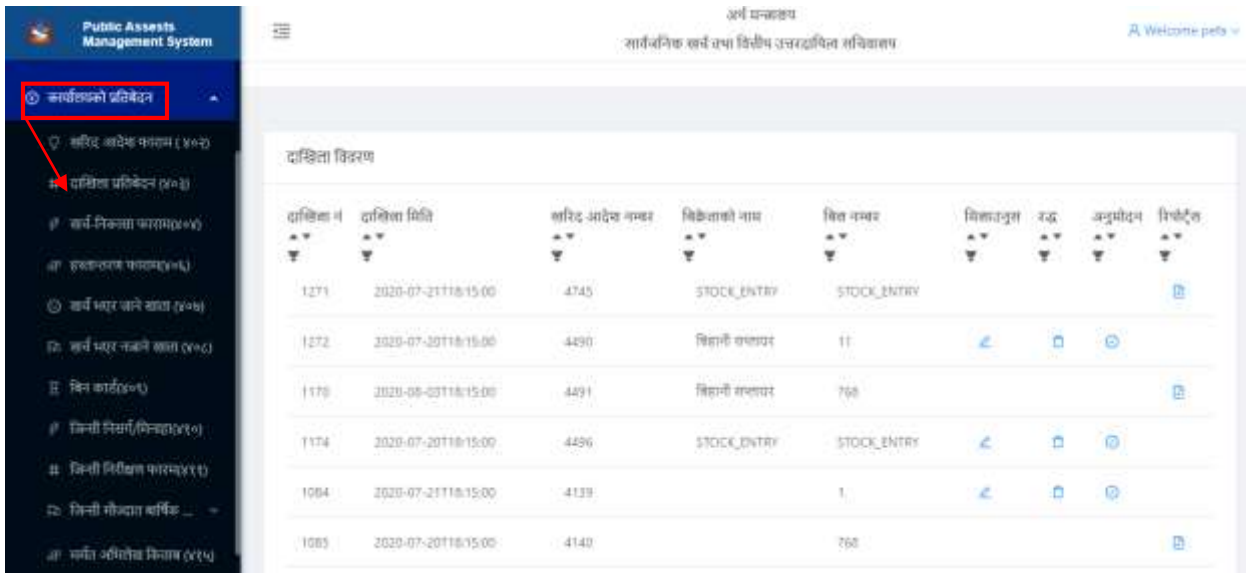 Public Assests
Management System
अर्थ मन्त्रालय
सार्वजनिक खर्च तथा वित्तीय उत्तरदायित्व सचिवालय
Welcome pefa
कार्यालयको प्रतिबेदन
खरिद आदेश फाराम ( ४०२)
दाखिला प्रतिबेदन (४०३)
खर्च-निकासा फाराम(४०४)
हस्तान्तरण फाराम(४०६)
खर्च भएर जाने खाता (४०७)
खर्च भएर नजाने खाता (४०८)
बिन कार्ड(४०९)
जिन्सी निसर्ग/मिनाहा(४१०)
जिन्सी निरीक्षण फारम(४११)
जिन्सी मौज्दात बार्षिक ...
मर्मत अभिलेख किताब (४१५)
दाखिला विवरण
दाखिला नं दाखिला मिति खरिद आदेश नम्बर बिक्रेताको नाम बिल नम्बर मिलाउनुस रद्ध अनुमोदन रिपोर्ट्स
1271 2020-07-21T18:15:00 4745 STOCK_ENTRY STOCK_ENTRY
1272 2020-07-20T18:15:00 4490 बिहानी सप्लायर 11
1170 2020-08-03T18:15:00 4491 बिहानी सप्लायर 768
1174 2020-07-20T18:15:00 4496 STOCK_ENTRY STOCK_ENTRY
1084 2020-07-21T18:15:00 4139 1
1085 2020-07-20T18:15:00 4140 768